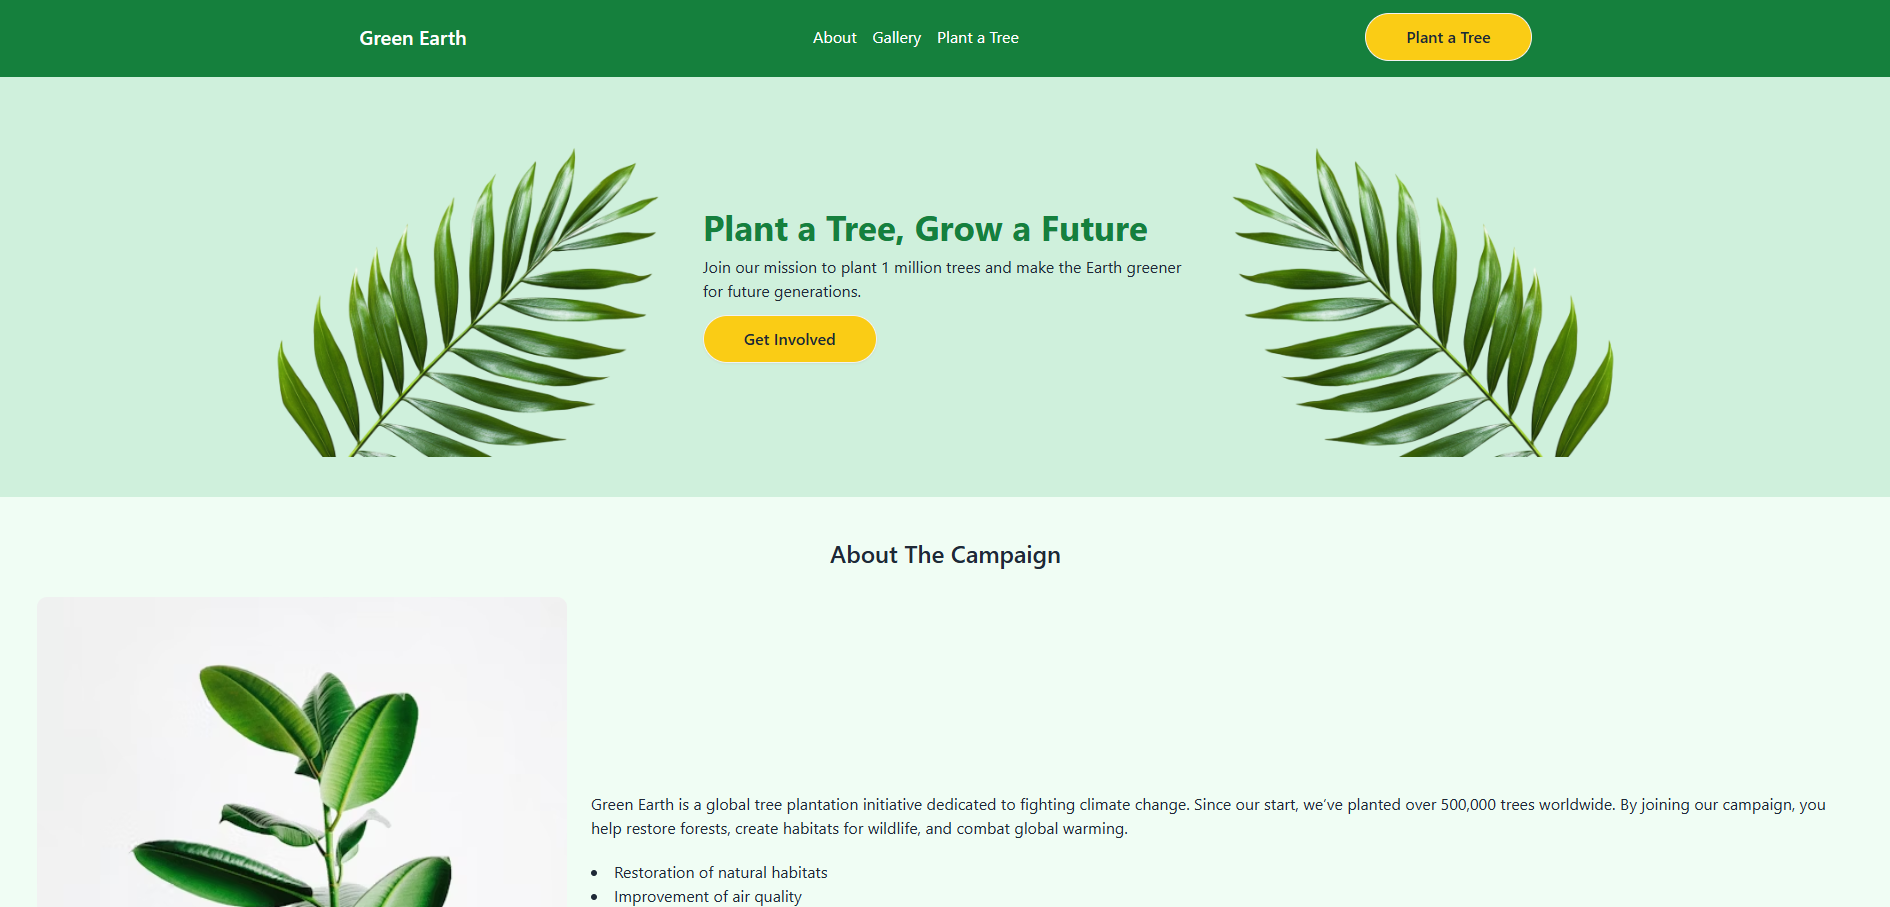 Green Earth
About Gallery Plant a Tree
Plant a Tree
Plant a Tree, Grow a Future
Join our mission to plant 1 million trees and make the Earth greener
for future generations.
Get Involved
About The Campaign
Green Earth is a global tree plantation initiative dedicated to fighting climate change. Since our start, we’ve planted over 500,000 trees worldwide. By joining our campaign, you
help restore forests, create habitats for wildlife, and combat global warming.
• Restoration of natural habitats
• Improvement of air quality